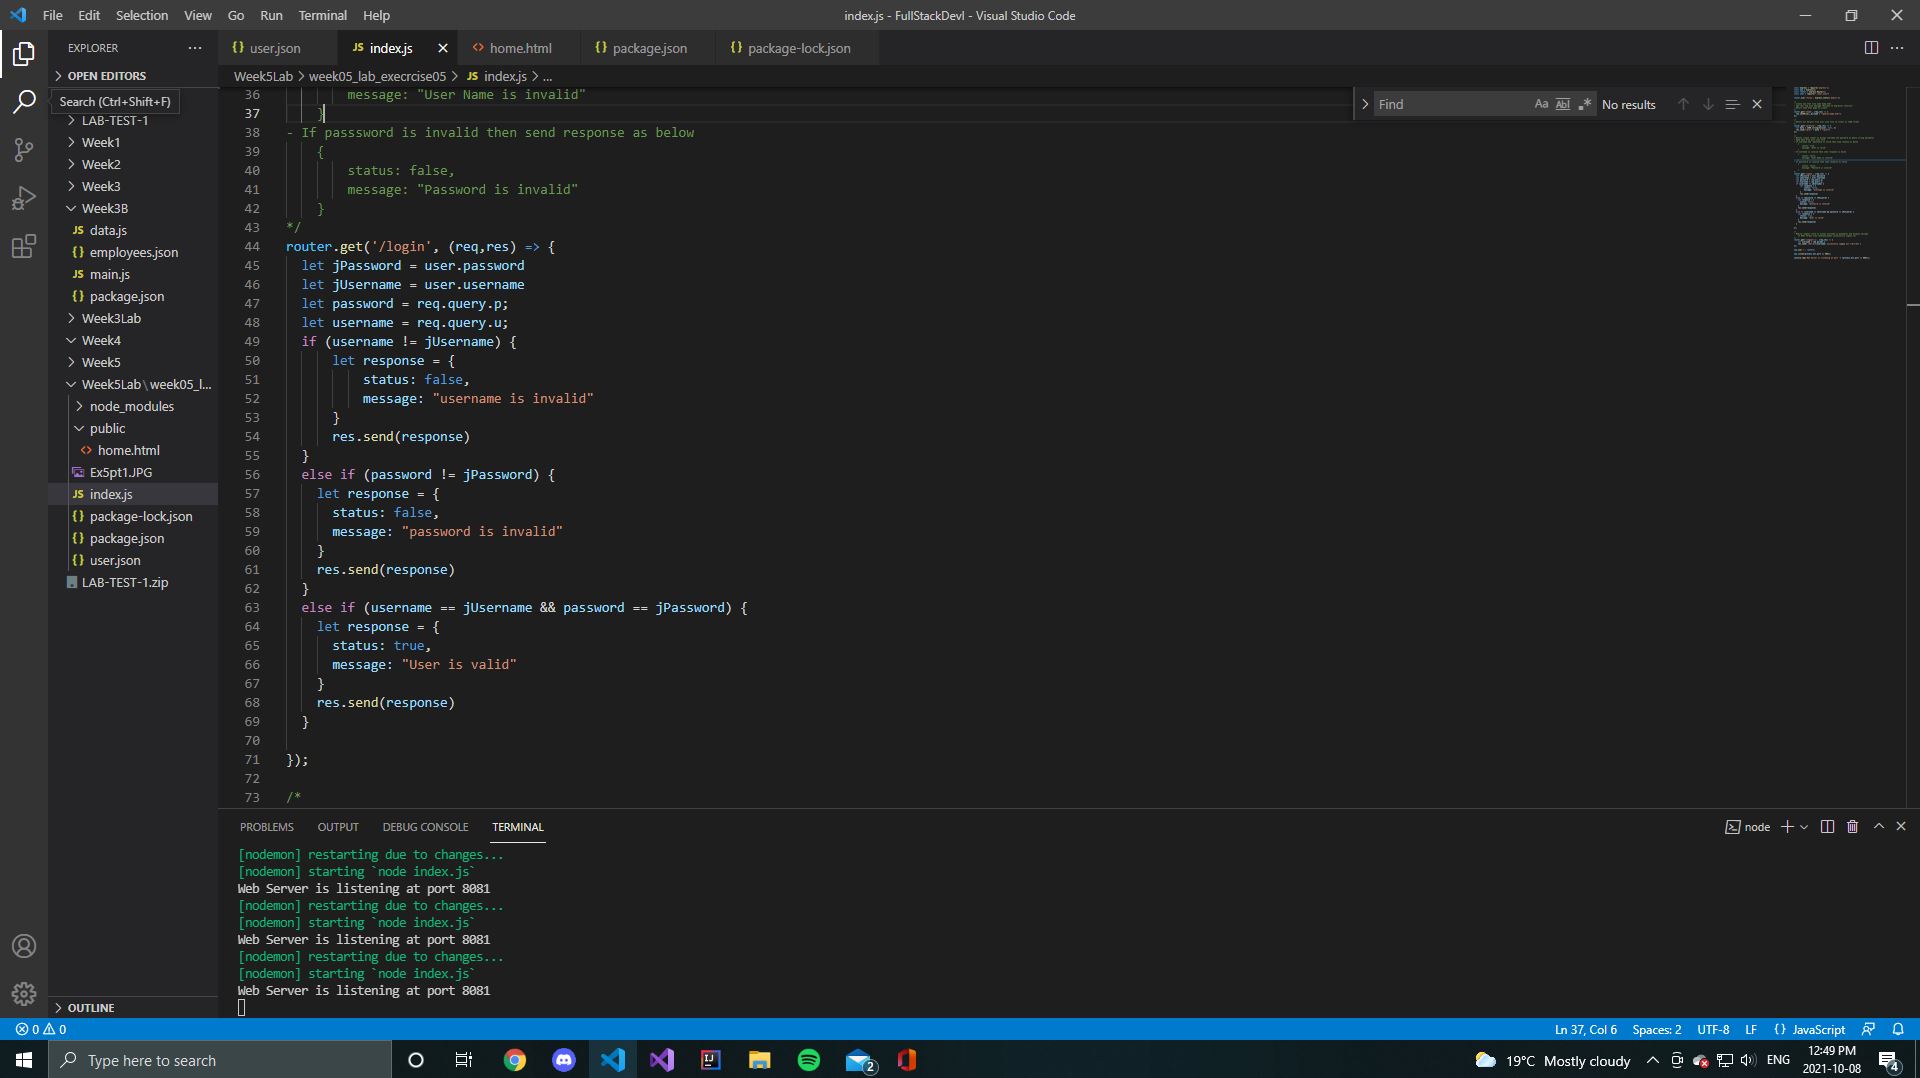 File Edit Selection View Go Run Terminal Help
index.js - FullStackDevl - Visual Studio Code
EXPLORER
user.json
index.js
home.html
package.json
package-lock.json
OPEN EDITORS
Search (Ctrl+Shift+F)
LAB-TEST-1
Week1
Week2
Week3
Week3B
data.js
employees.json
main.js
package.json
Week3Lab
Week4
Week5
Week5Lab\week05_l...
node_modules
public
home.html
Ex5pt1.JPG
index.js
package-lock.json
package.json
user.json
LAB-TEST-1.zip
OUTLINE
Week5Lab > week05_lab_execrcise05 > JS index.js > ...
Find Aa Abl .* No results
36 message: "User Name is invalid"
37 }
38 - If passsword is invalid then send response as below
39 {
40 status: false,
41 message: "Password is invalid"
42 }
43 */
44 router.get('/login', (req,res) => {
45 let jPassword = user.password
46 let jUsername = user.username
47 let password = req.query.p;
48 let username = req.query.u;
49 if (username != jUsername) {
50 let response = {
51 status: false,
52 message: "username is invalid"
53 }
54 res.send(response)
55 }
56 else if (password != jPassword) {
57 let response = {
58 status: false,
59 message: "password is invalid"
60 }
61 res.send(response)
62 }
63 else if (username == jUsername && password == jPassword) {
64 let response = {
65 status: true,
66 message: "User is valid"
67 }
68 res.send(response)
69 }
70
71 });
72
73 /*
PROBLEMS OUTPUT DEBUG CONSOLE TERMINAL
node
[nodemon] restarting due to changes...
[nodemon] starting `node index.js`
Web Server is listening at port 8081
[nodemon] restarting due to changes...
[nodemon] starting `node index.js`
Web Server is listening at port 8081
[nodemon] restarting due to changes...
[nodemon] starting `node index.js`
Web Server is listening at port 8081
0 0
Ln 37, Col 6 Spaces: 2 UTF-8 LF {} JavaScript
Type here to search
2
19°C Mostly cloudy
ENG
12:49 PM
2021-10-08
4